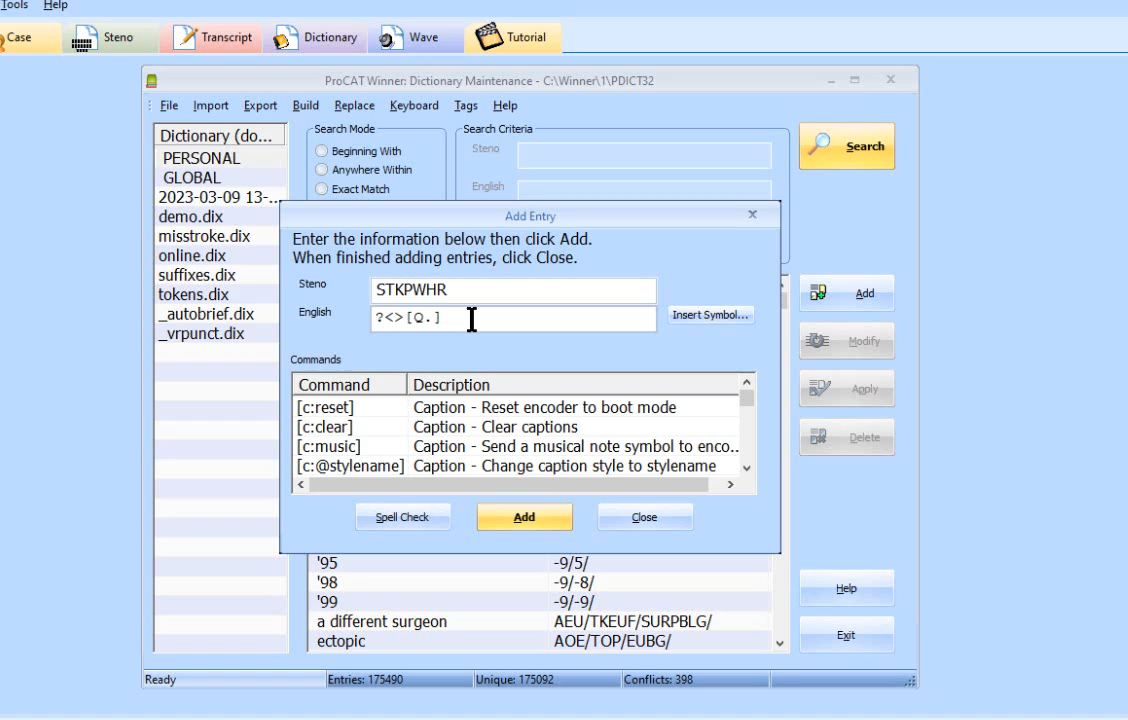 Tools Help
Case Steno Transcript Dictionary Wave Tutorial
ProCAT Winner: Dictionary Maintenance - C:\Winner\1\PDICT32
File Import Export Build Replace Keyboard Tags Help
Dictionary (do...
PERSONAL
GLOBAL
2023-03-09 13-...
demo.dix
misstroke.dix
online.dix
suffixes.dix
tokens.dix
_autobrief.dix
_vrpunct.dix
Search Mode
Beginning With
Anywhere Within
Exact Match
Search Criteria
Steno
English
Search
Add Entry
Enter the information below then click Add.
When finished adding entries, click Close.
Steno STKPWHR
English ?<>[Q.] Insert Symbol...
Commands
Command Description
[c:reset] Caption - Reset encoder to boot mode
[c:clear] Caption - Clear captions
[c:music] Caption - Send a musical note symbol to enco...
[c:@stylename] Caption - Change caption style to stylename
Spell Check Add Close
Add
Modify
Apply
Delete
'95 -9/5/
'98 -9/-8/
'99 -9/-9/
a different surgeon AEU/TKEUF/SURPBLG/
ectopic AOE/TOP/EUBG/
Help
Exit
Ready Entries: 175490 Unique: 175092 Conflicts: 398